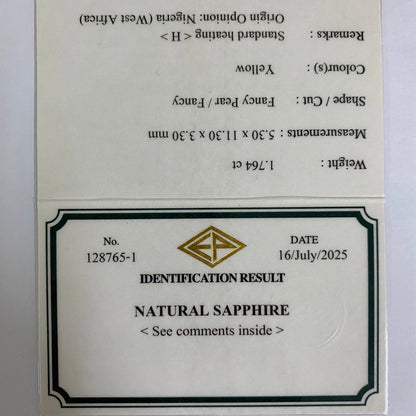 No.
128765-1
DATE
16/July/2025
IDENTIFICATION RESULT
NATURAL SAPPHIRE
< See comments inside >
Weight : 1.764 ct
Measurements : 5.30 x 11.30 x 3.30 mm
Shape / Cut : Fancy Pear / Fancy
Colour(s) : Yellow
Remarks : Standard heating < H >
Origin Opinion: Nigeria (West Africa)